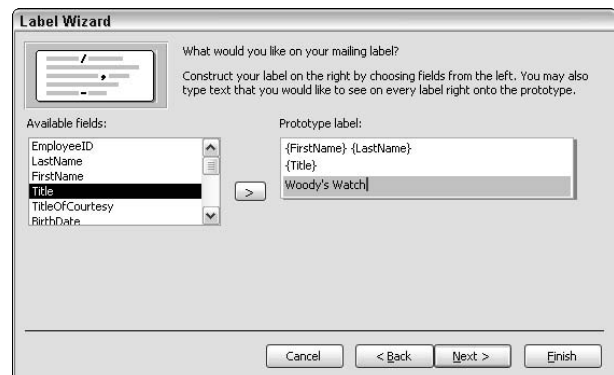 Label Wizard
What would you like on your mailing label?
Construct your label on the right by choosing fields from the left. You may also
type text that you would like to see on every label right onto the prototype.
Available fields:
Prototype label:
EmployeeID
LastName
FirstName
Title
TitleOfCourtesy
BirthDate
>
{FirstName} {LastName}
{Title}
Woody's Watch
Cancel
< Back
Next >
Finish